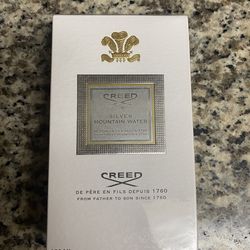 CREED
SILVER
MOUNTAIN WATER
CREED
DE PÈRE EN FILS DEPUIS 1760
FROM FATHER TO SON SINCE 1760